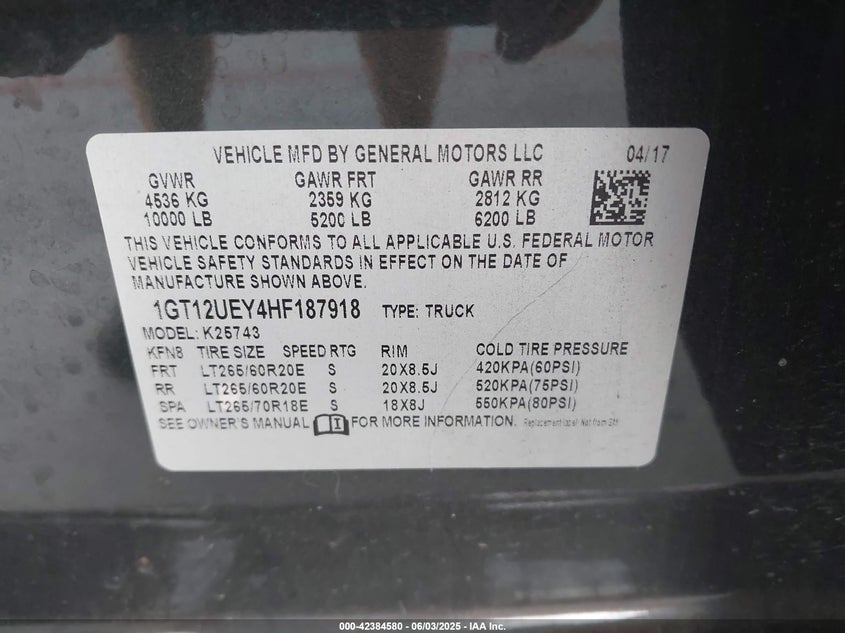 VEHICLE MFD BY GENERAL MOTORS LLC 04/17
GVWR GAWR FRT GAWR RR
4536 KG 2359 KG 2812 KG
10000 LB 5200 LB 6200 LB
THIS VEHICLE CONFORMS TO ALL APPLICABLE U.S. FEDERAL MOTOR
VEHICLE SAFETY STANDARDS IN EFFECT ON THE DATE OF
MANUFACTURE SHOWN ABOVE.
1GT12UEY4HF187918 TYPE: TRUCK
MODEL: K25743
KFN8 TIRE SIZE SPEED RTG RIM COLD TIRE PRESSURE
FRT LT265/60R20E S 20X8.5J 420KPA(60PSI)
RR LT265/60R20E S 20X8.5J 520KPA(75PSI)
SPA LT265/70R18E S 18X8J 550KPA(80PSI)
SEE OWNER'S MANUAL FOR MORE INFORMATION. Replacement label Not from
000-42384580 - 06/03/2025 - IAA Inc.